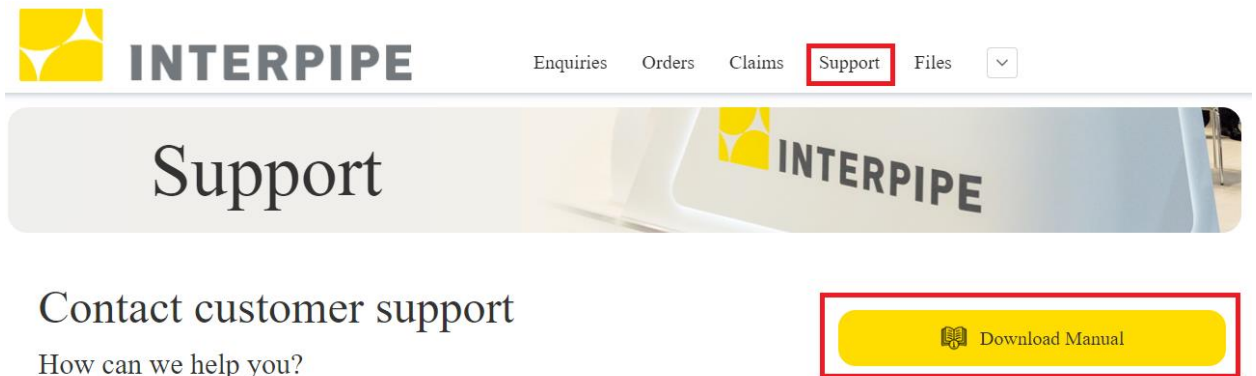 INTERPIPE
Enquiries Orders Claims Support Files
Support
INTERPIPE
Contact customer support
How can we help you?
Download Manual